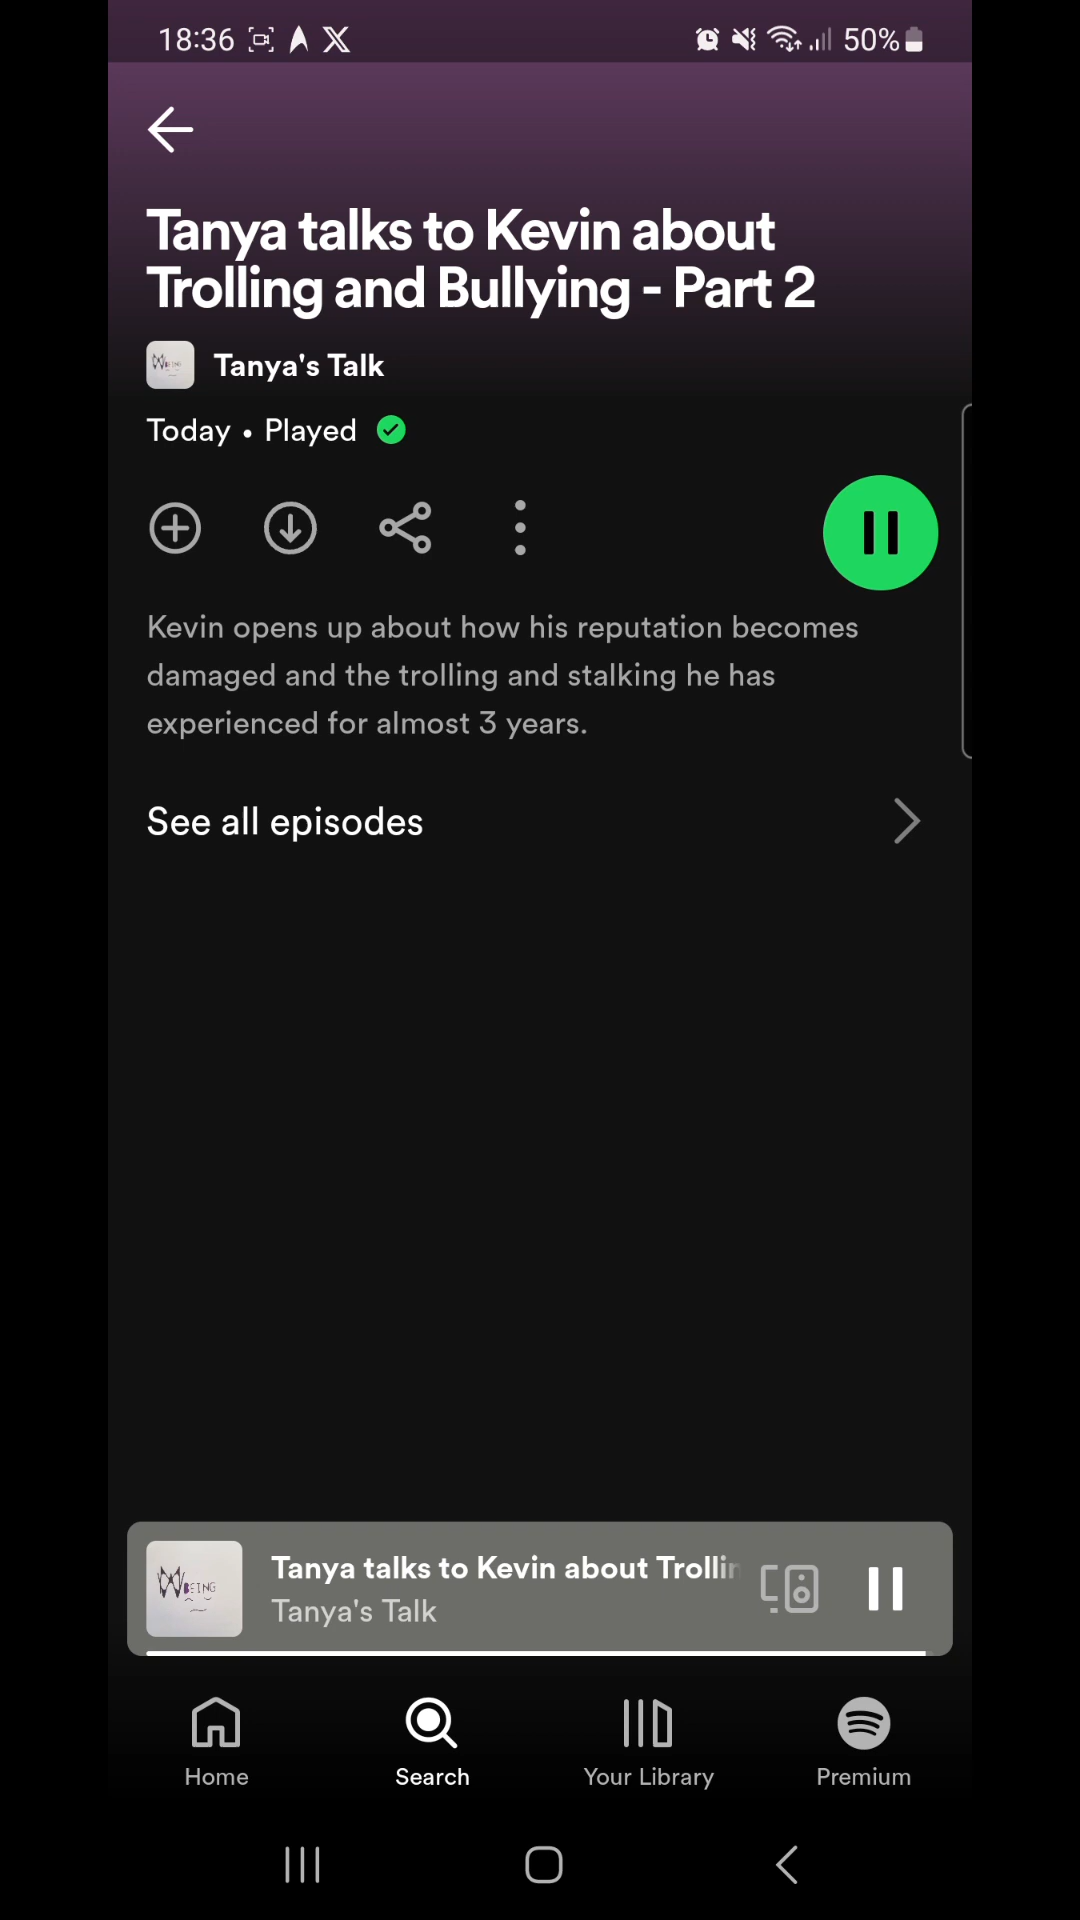 18:36 50%
Tanya talks to Kevin about
Trolling and Bullying - Part 2
Tanya's Talk
Today • Played
Kevin opens up about how his reputation becomes
damaged and the trolling and stalking he has
experienced for almost 3 years.
See all episodes
WBEING
Tanya talks to Kevin about Trollin
Tanya's Talk
Home Search Your Library Premium